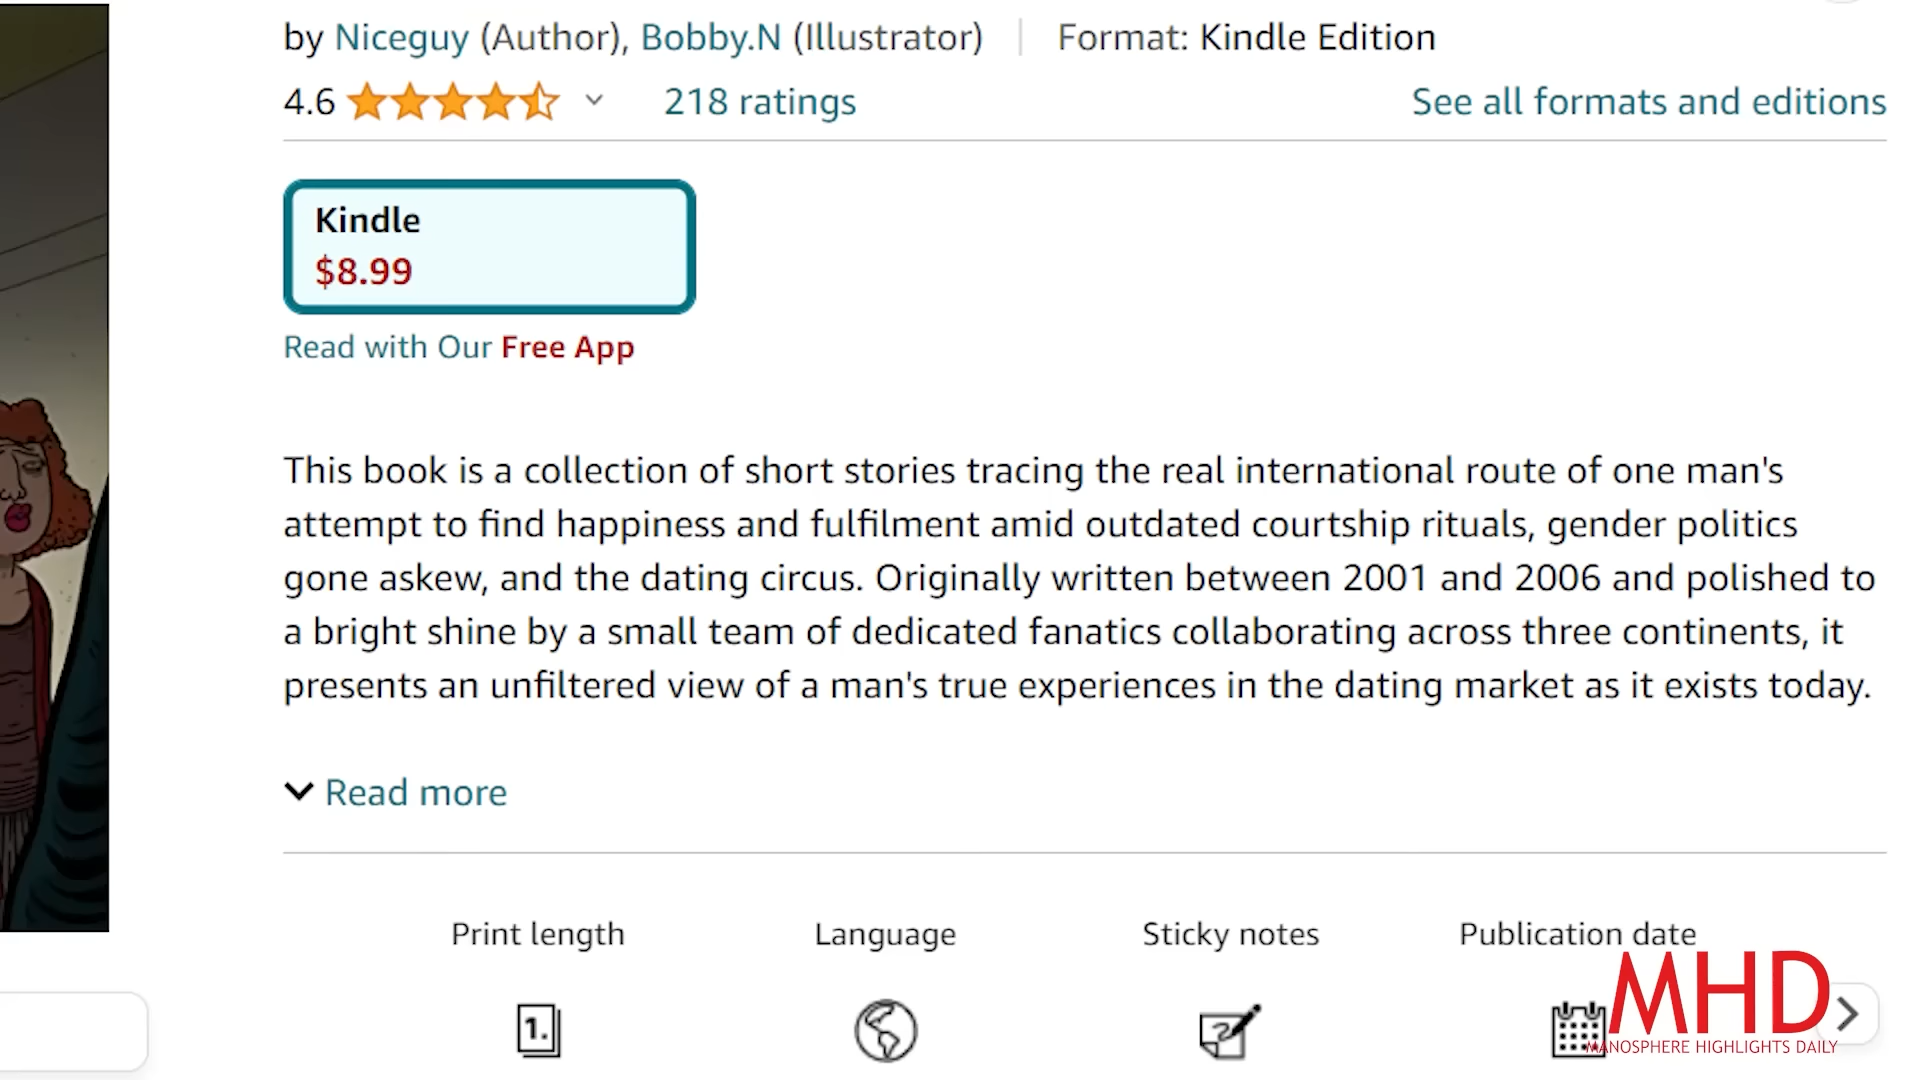 by Niceguy (Author), Bobby.N (Illustrator) Format: Kindle Edition
4.6 218 ratings See all formats and editions
Kindle
$8.99
Read with Our Free App
This book is a collection of short stories tracing the real international route of one man's
attempt to find happiness and fulfilment amid outdated courtship rituals, gender politics
gone askew, and the dating circus. Originally written between 2001 and 2006 and polished to
a bright shine by a small team of dedicated fanatics collaborating across three continents, it
presents an unfiltered view of a man's true experiences in the dating market as it exists today.
Read more
Print length Language Sticky notes Publication date
1.
MHD
MANOSPHERE HIGHLIGHTS DAILY